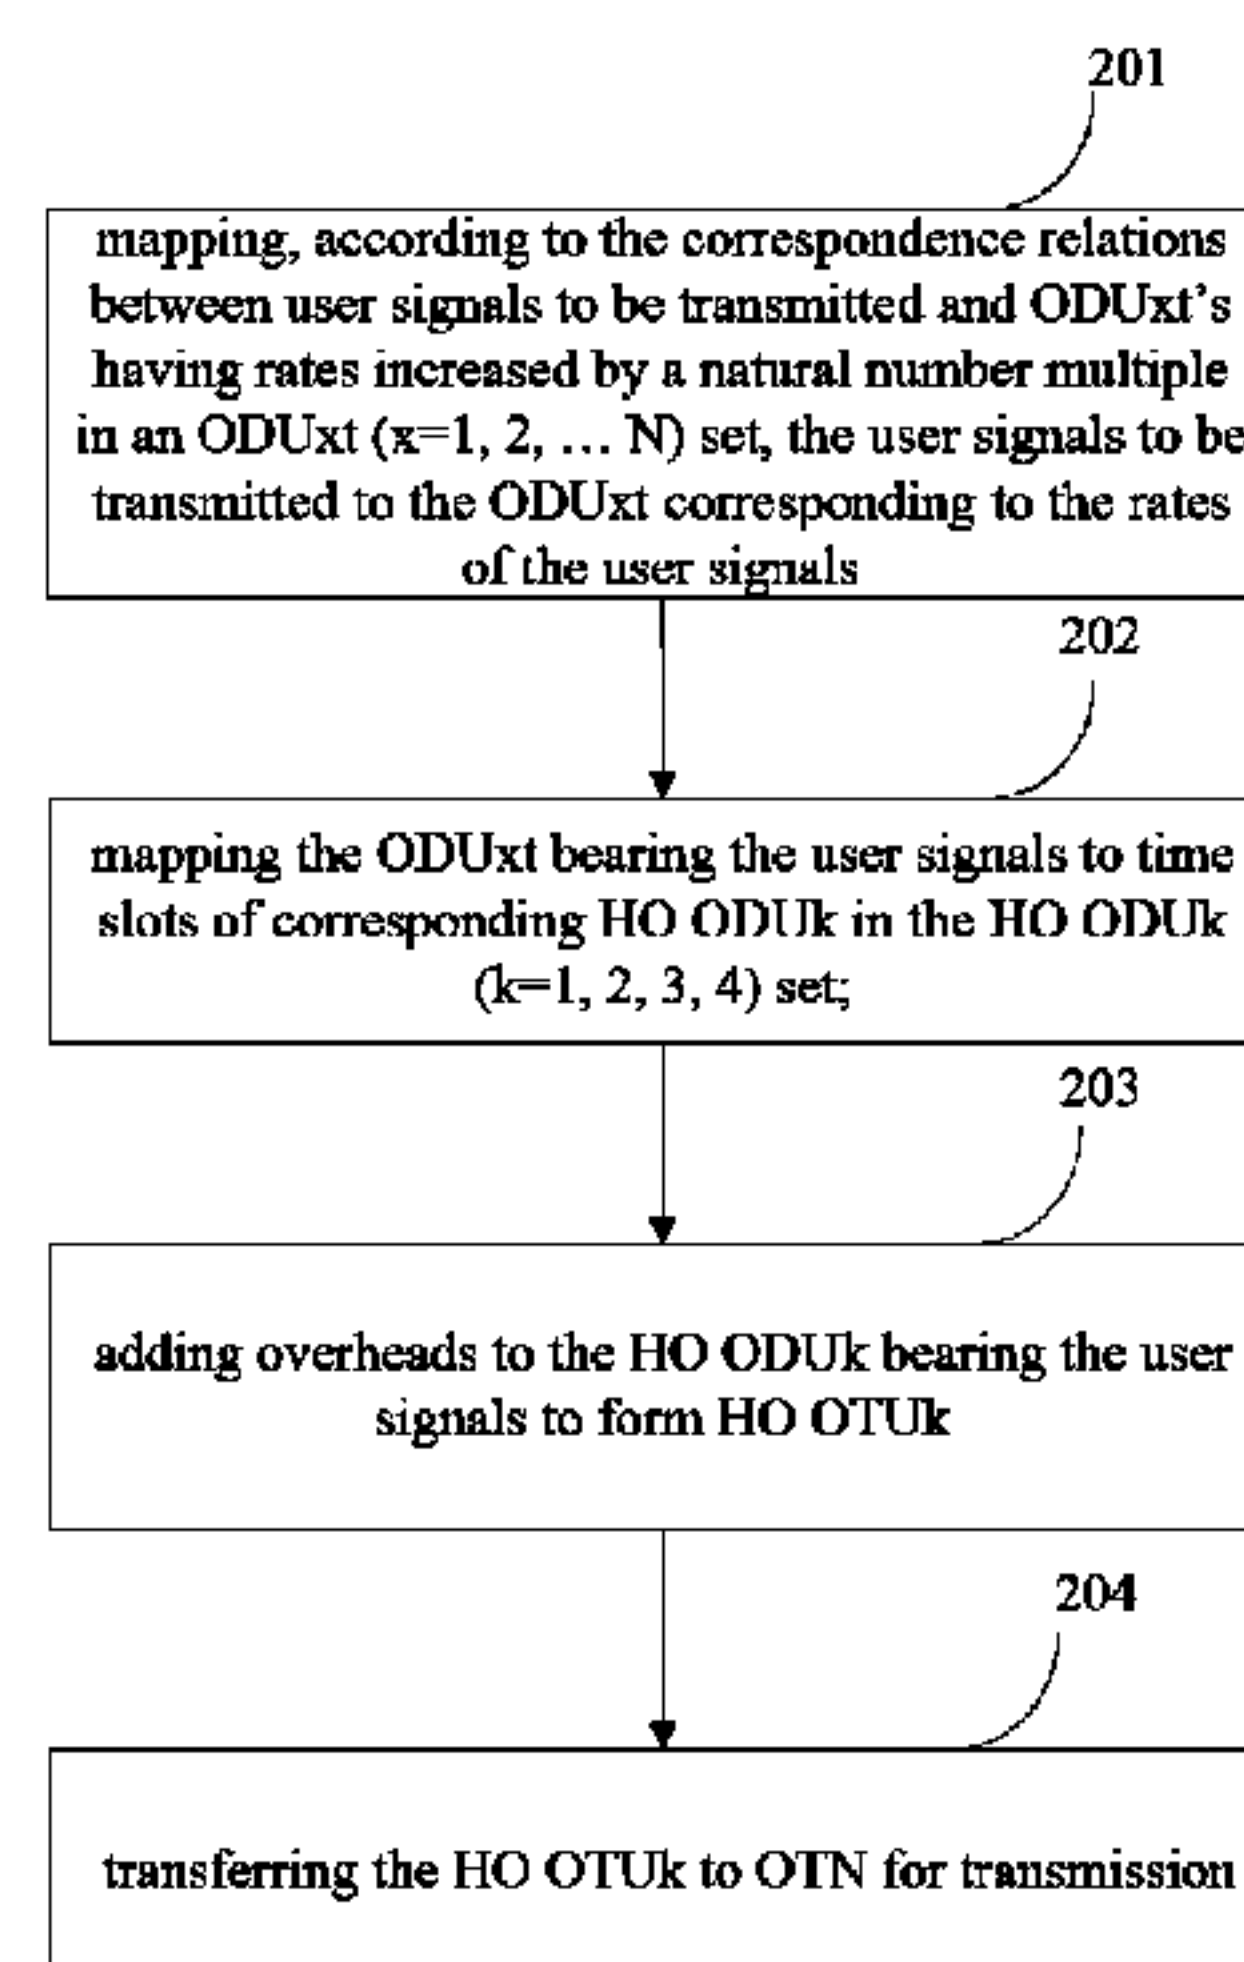 201
mapping, according to the correspondence relations
between user signals to be transmitted and ODUxt's
having rates increased by a natural number multiple
in an ODUxt (x=1, 2, … N) set, the user signals to be
transmitted to the ODUxt corresponding to the rates
of the user signals
202
mapping the ODUxt bearing the user signals to time
slots of corresponding HO ODUk in the HO ODUk
(k=1, 2, 3, 4) set;
203
adding overheads to the HO ODUk bearing the user
signals to form HO OTUk
204
transferring the HO OTUk to OTN for transmission